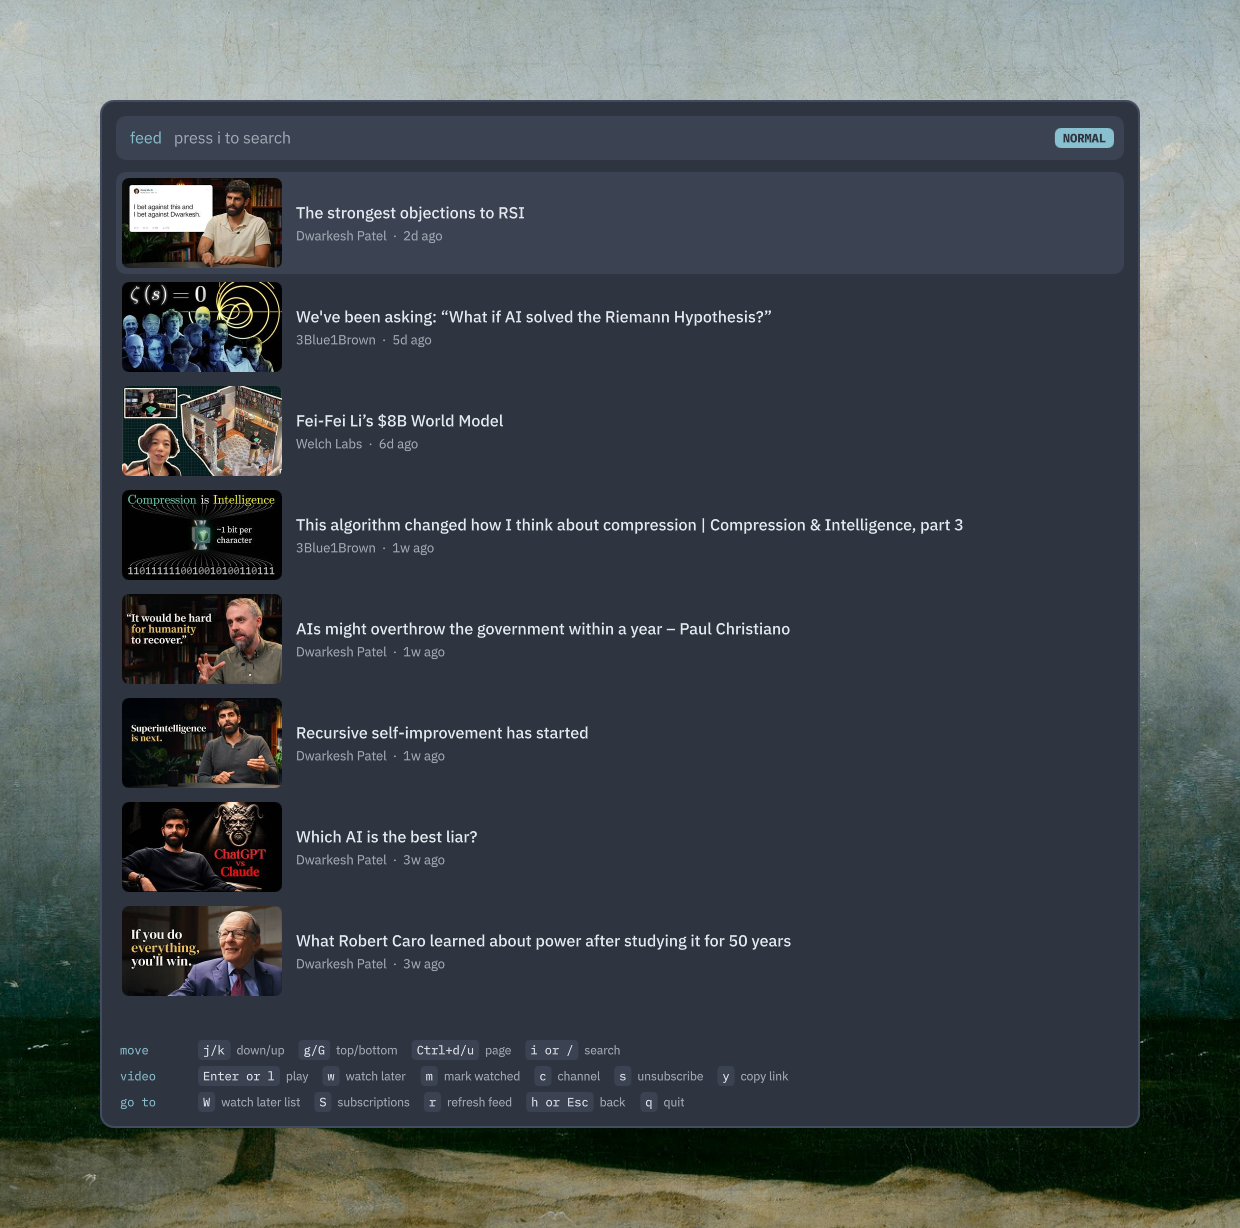 feed press i to search NORMAL
I bet against this and
I bet against Dwarkesh.
The strongest objections to RSI
Dwarkesh Patel · 2d ago
ζ (s) = 0
We've been asking: “What if AI solved the Riemann Hypothesis?”
3Blue1Brown · 5d ago
Fei-Fei Li’s $8B World Model
Welch Labs · 6d ago
Compression is Intelligence
~1 bit per
character
This algorithm changed how I think about compression | Compression & Intelligence, part 3
3Blue1Brown · 1w ago
“It would be hard
for humanity
to recover.”
AIs might overthrow the government within a year – Paul Christiano
Dwarkesh Patel · 1w ago
Superintelligence
is next.
Recursive self-improvement has started
Dwarkesh Patel · 1w ago
ChatGPT
vs
Claude
Which AI is the best liar?
Dwarkesh Patel · 3w ago
If you do
everything,
you’ll win.
What Robert Caro learned about power after studying it for 50 years
Dwarkesh Patel · 3w ago
move j/k down/up g/G top/bottom Ctrl+d/u page i or / search
video Enter or l play w watch later m mark watched c channel s unsubscribe y copy link
go to W watch later list S subscriptions r refresh feed h or Esc back q quit